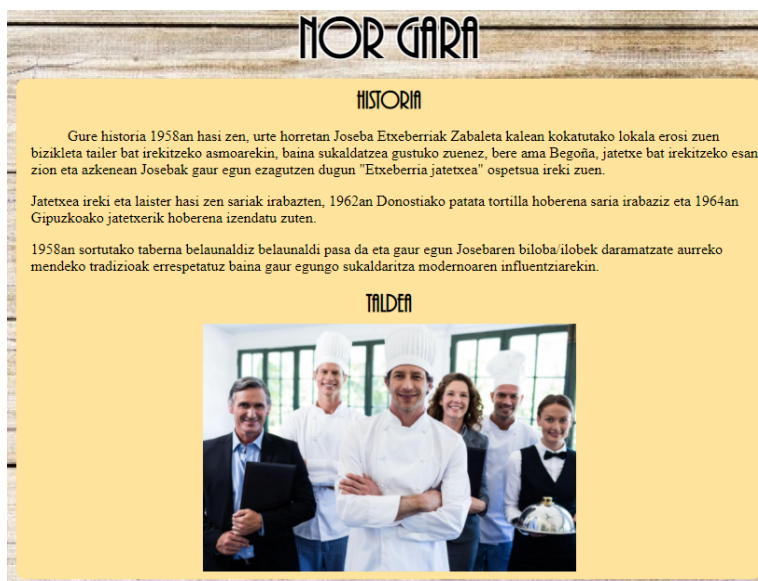 NOR GARA
HISTORIA
Gure historia 1958an hasi zen, urte horretan Joseba Etxeberriak Zabaleta kalean kokatutako lokala erosi zuen
bizikleta tailer bat irekitzeko asmoarekin, baina sukaldatzea gustuko zuenez, bere ama Begoña, jatetxe bat irekitzeko esan
zion eta azkenean Josebak gaur egun ezagutzen dugun "Etxeberria jatetxea" ospetsua ireki zuen.
Jatetxea ireki eta laister hasi zen sariak irabazten, 1962an Donostiako patata tortilla hoberena saria irabaziz eta 1964an
Gipuzkoako jatetxerik hoberena izendatu zuten.
1958an sortutako taberna belaunaldiz belaunaldi pasa da eta gaur egun Josebaren biloba/ilobek daramatzate aurreko
mendeko tradizioak errespetatuz baina gaur egungo sukaldaritza modernoaren influentziarekin.
TALDEA